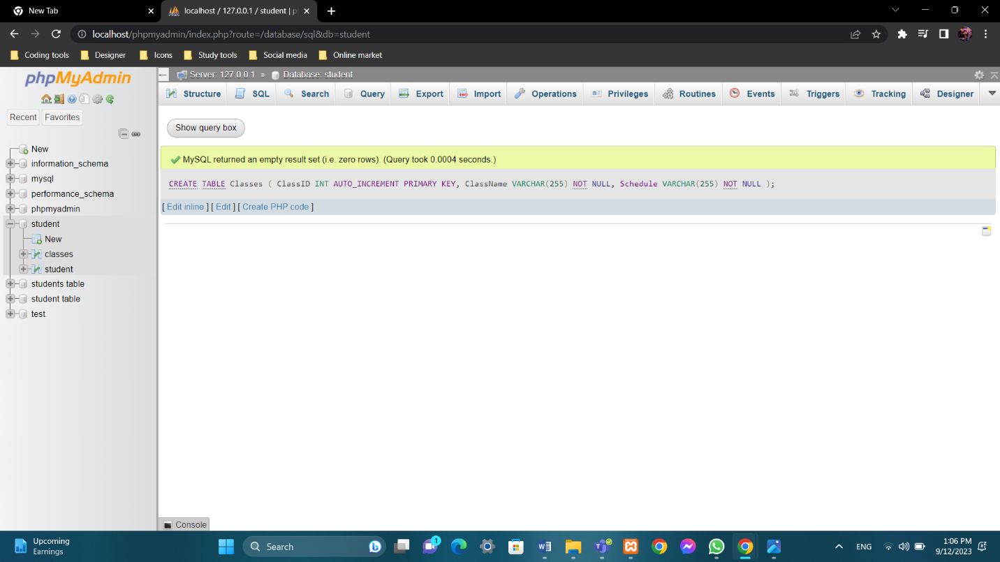 New Tab
localhost / 127.0.0.1 / student | p
localhost/phpmyadmin/index.php?route=/database/sql&db=student
Coding tools Designer Icons Study tools Social media Online market
phpMyAdmin
Recent Favorites
New
information_schema
mysql
performance_schema
phpmyadmin
student
New
classes
student
students table
student table
test
Server: 127.0.0.1 » Database: student
Structure SQL Search Query Export Import Operations Privileges Routines Events Triggers Tracking Designer
Show query box
MySQL returned an empty result set (i.e. zero rows). (Query took 0.0004 seconds.)
CREATE TABLE Classes ( ClassID INT AUTO_INCREMENT PRIMARY KEY, ClassName VARCHAR(255) NOT NULL, Schedule VARCHAR(255) NOT NULL );
[ Edit inline ] [ Edit ] [ Create PHP code ]
Console
Upcoming
Earnings
Search
1
ENG
1:06 PM
9/12/2023